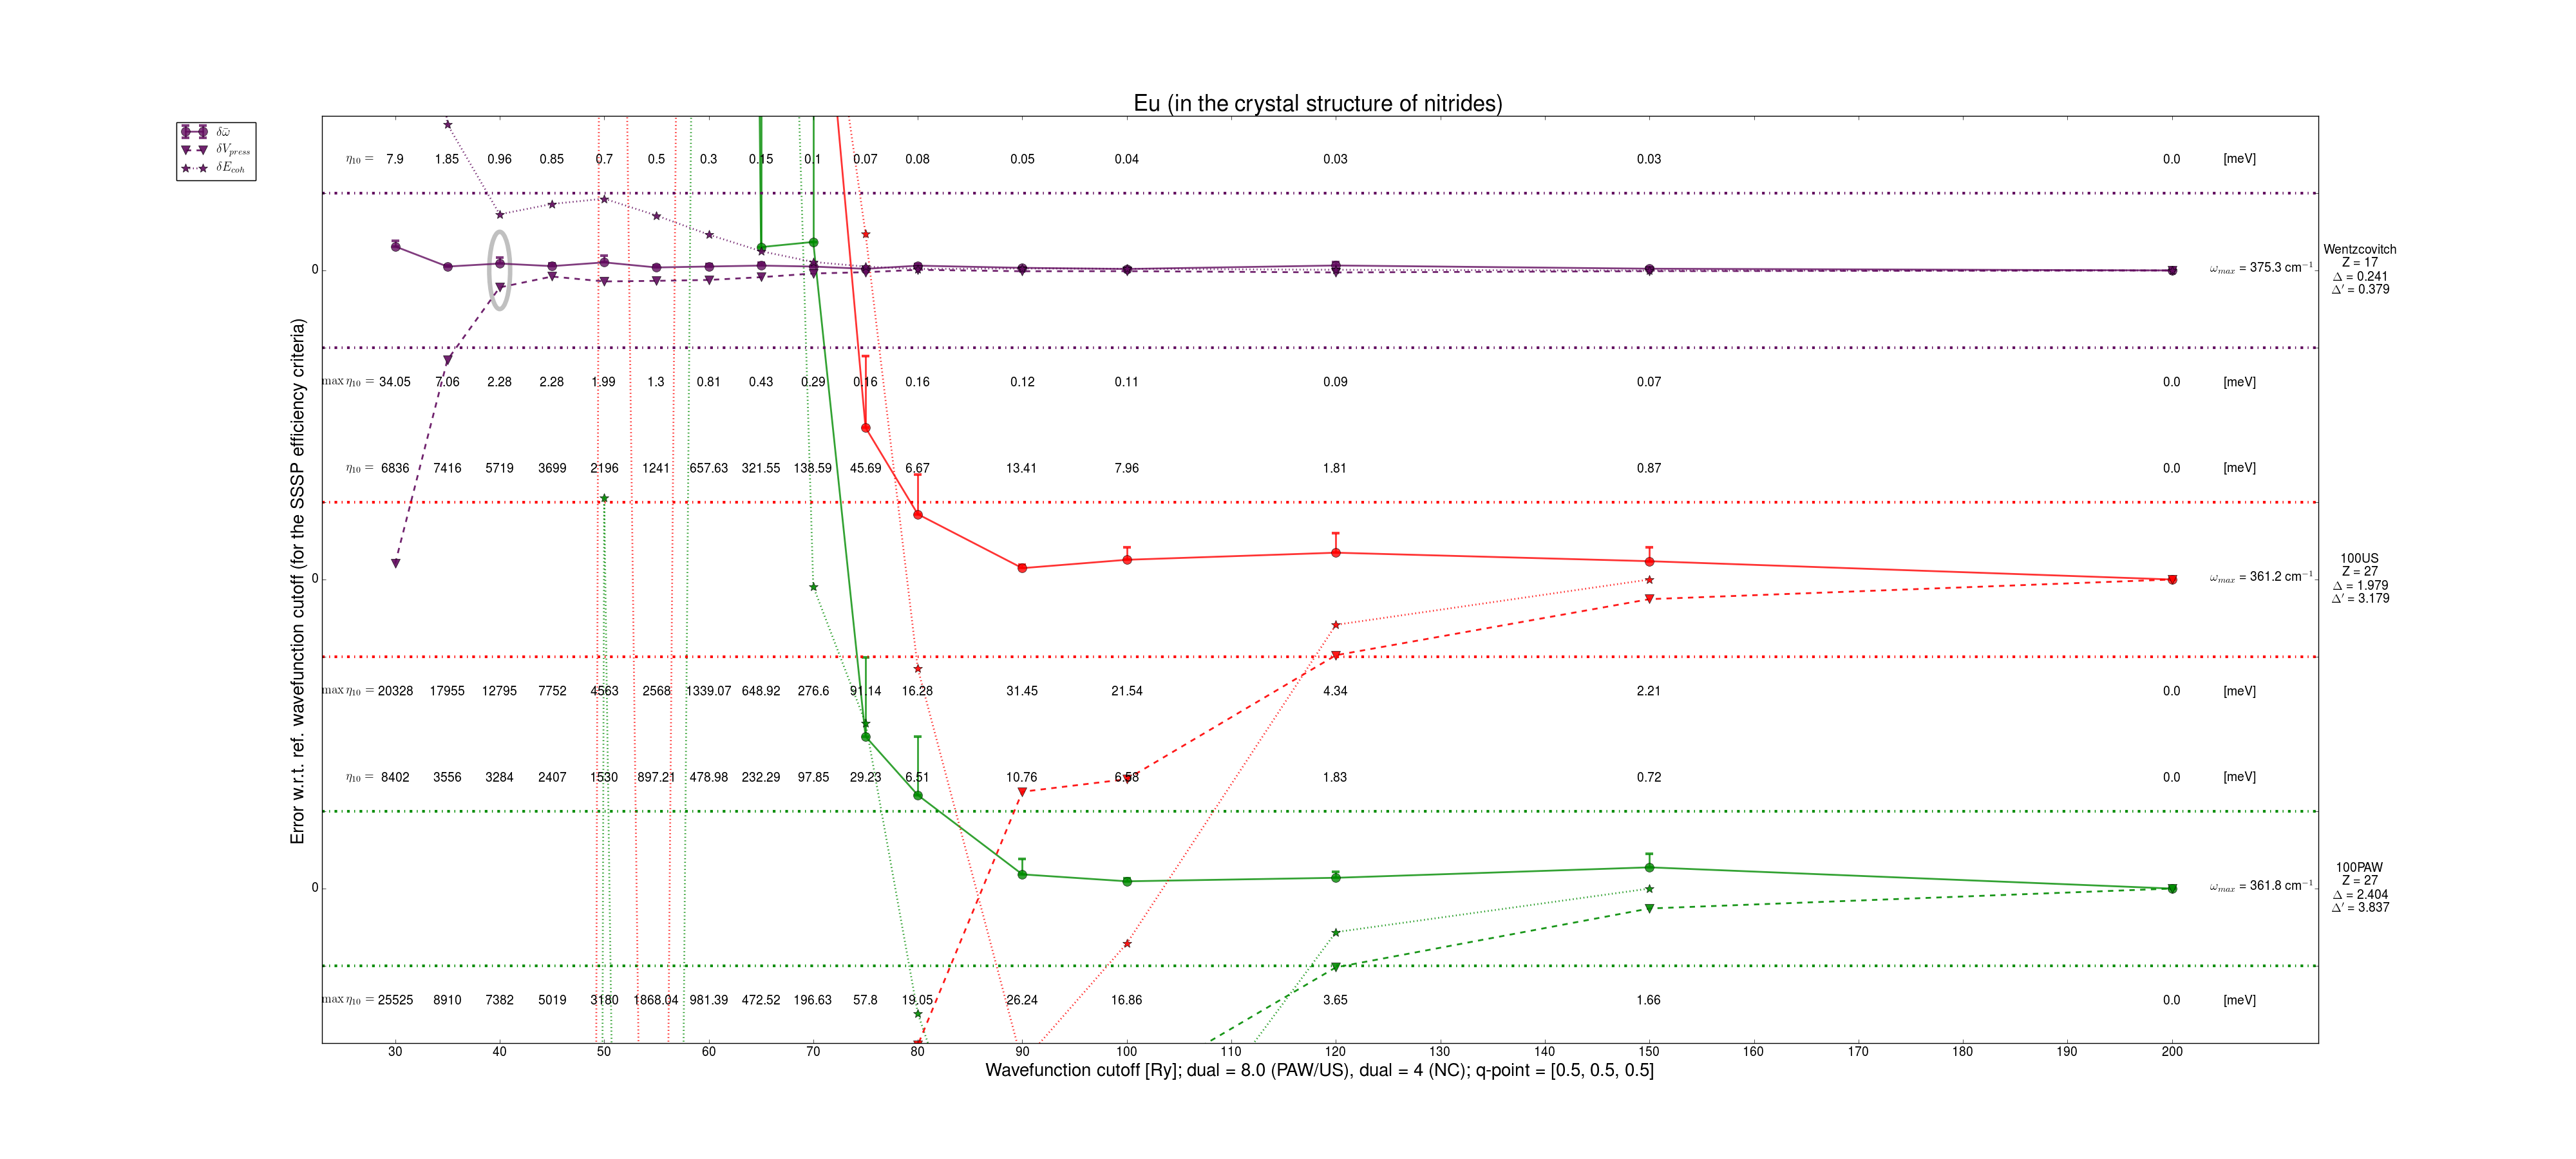 Eu (in the crystal structure of nitrides)
δω̄
δV_press
δE_coh
η₁₀ = 7.9 1.85 0.96 0.85 0.7 0.5 0.3 0.15 0.1 0.07 0.08 0.05 0.04 0.03 0.03 0.0 [meV]
0
ω_max = 375.3 cm⁻¹
Wentzcovitch
Z = 17
Δ = 0.241
Δ′ = 0.379
max η₁₀ = 34.05 7.06 2.28 2.28 1.99 1.3 0.81 0.43 0.29 0.16 0.16 0.12 0.11 0.09 0.07 0.0 [meV]
η₁₀ = 6836 7416 5719 3699 2196 1241 657.63 321.55 138.59 45.69 6.67 13.41 7.96 1.81 0.87 0.0 [meV]
0
ω_max = 361.2 cm⁻¹
100US
Z = 27
Δ = 1.979
Δ′ = 3.179
max η₁₀ = 20328 17955 12795 7752 4563 2568 1339.07 648.92 276.6 91.14 16.28 31.45 21.54 4.34 2.21 0.0 [meV]
η₁₀ = 8402 3556 3284 2407 1530 897.21 478.98 232.29 97.85 29.23 6.51 10.76 6.58 1.83 0.72 0.0 [meV]
0
ω_max = 361.8 cm⁻¹
100PAW
Z = 27
Δ = 2.404
Δ′ = 3.837
max η₁₀ = 25525 8910 7382 5019 3180 1868.04 981.39 472.52 196.63 57.8 19.05 26.24 16.86 3.65 1.66 0.0 [meV]
30 40 50 60 70 80 90 100 110 120 130 140 150 160 170 180 190 200
Wavefunction cutoff [Ry]; dual = 8.0 (PAW/US), dual = 4 (NC); q-point = [0.5, 0.5, 0.5]
Error w.r.t. ref. wavefunction cutoff (for the SSSP efficiency criteria)